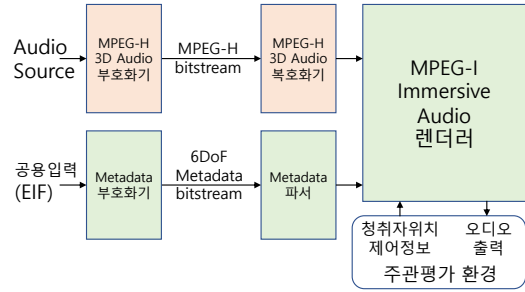 Audio
Source
MPEG-H
3D Audio
부호화기
MPEG-H
bitstream
MPEG-H
3D Audio
복호화기
MPEG-I
Immersive
Audio
렌더러
공용입력
(EIF)
Metadata
부호화기
6DoF
Metadata
bitstream
Metadata
파서
청취자위치
제어정보
오디오
출력
주관평가 환경